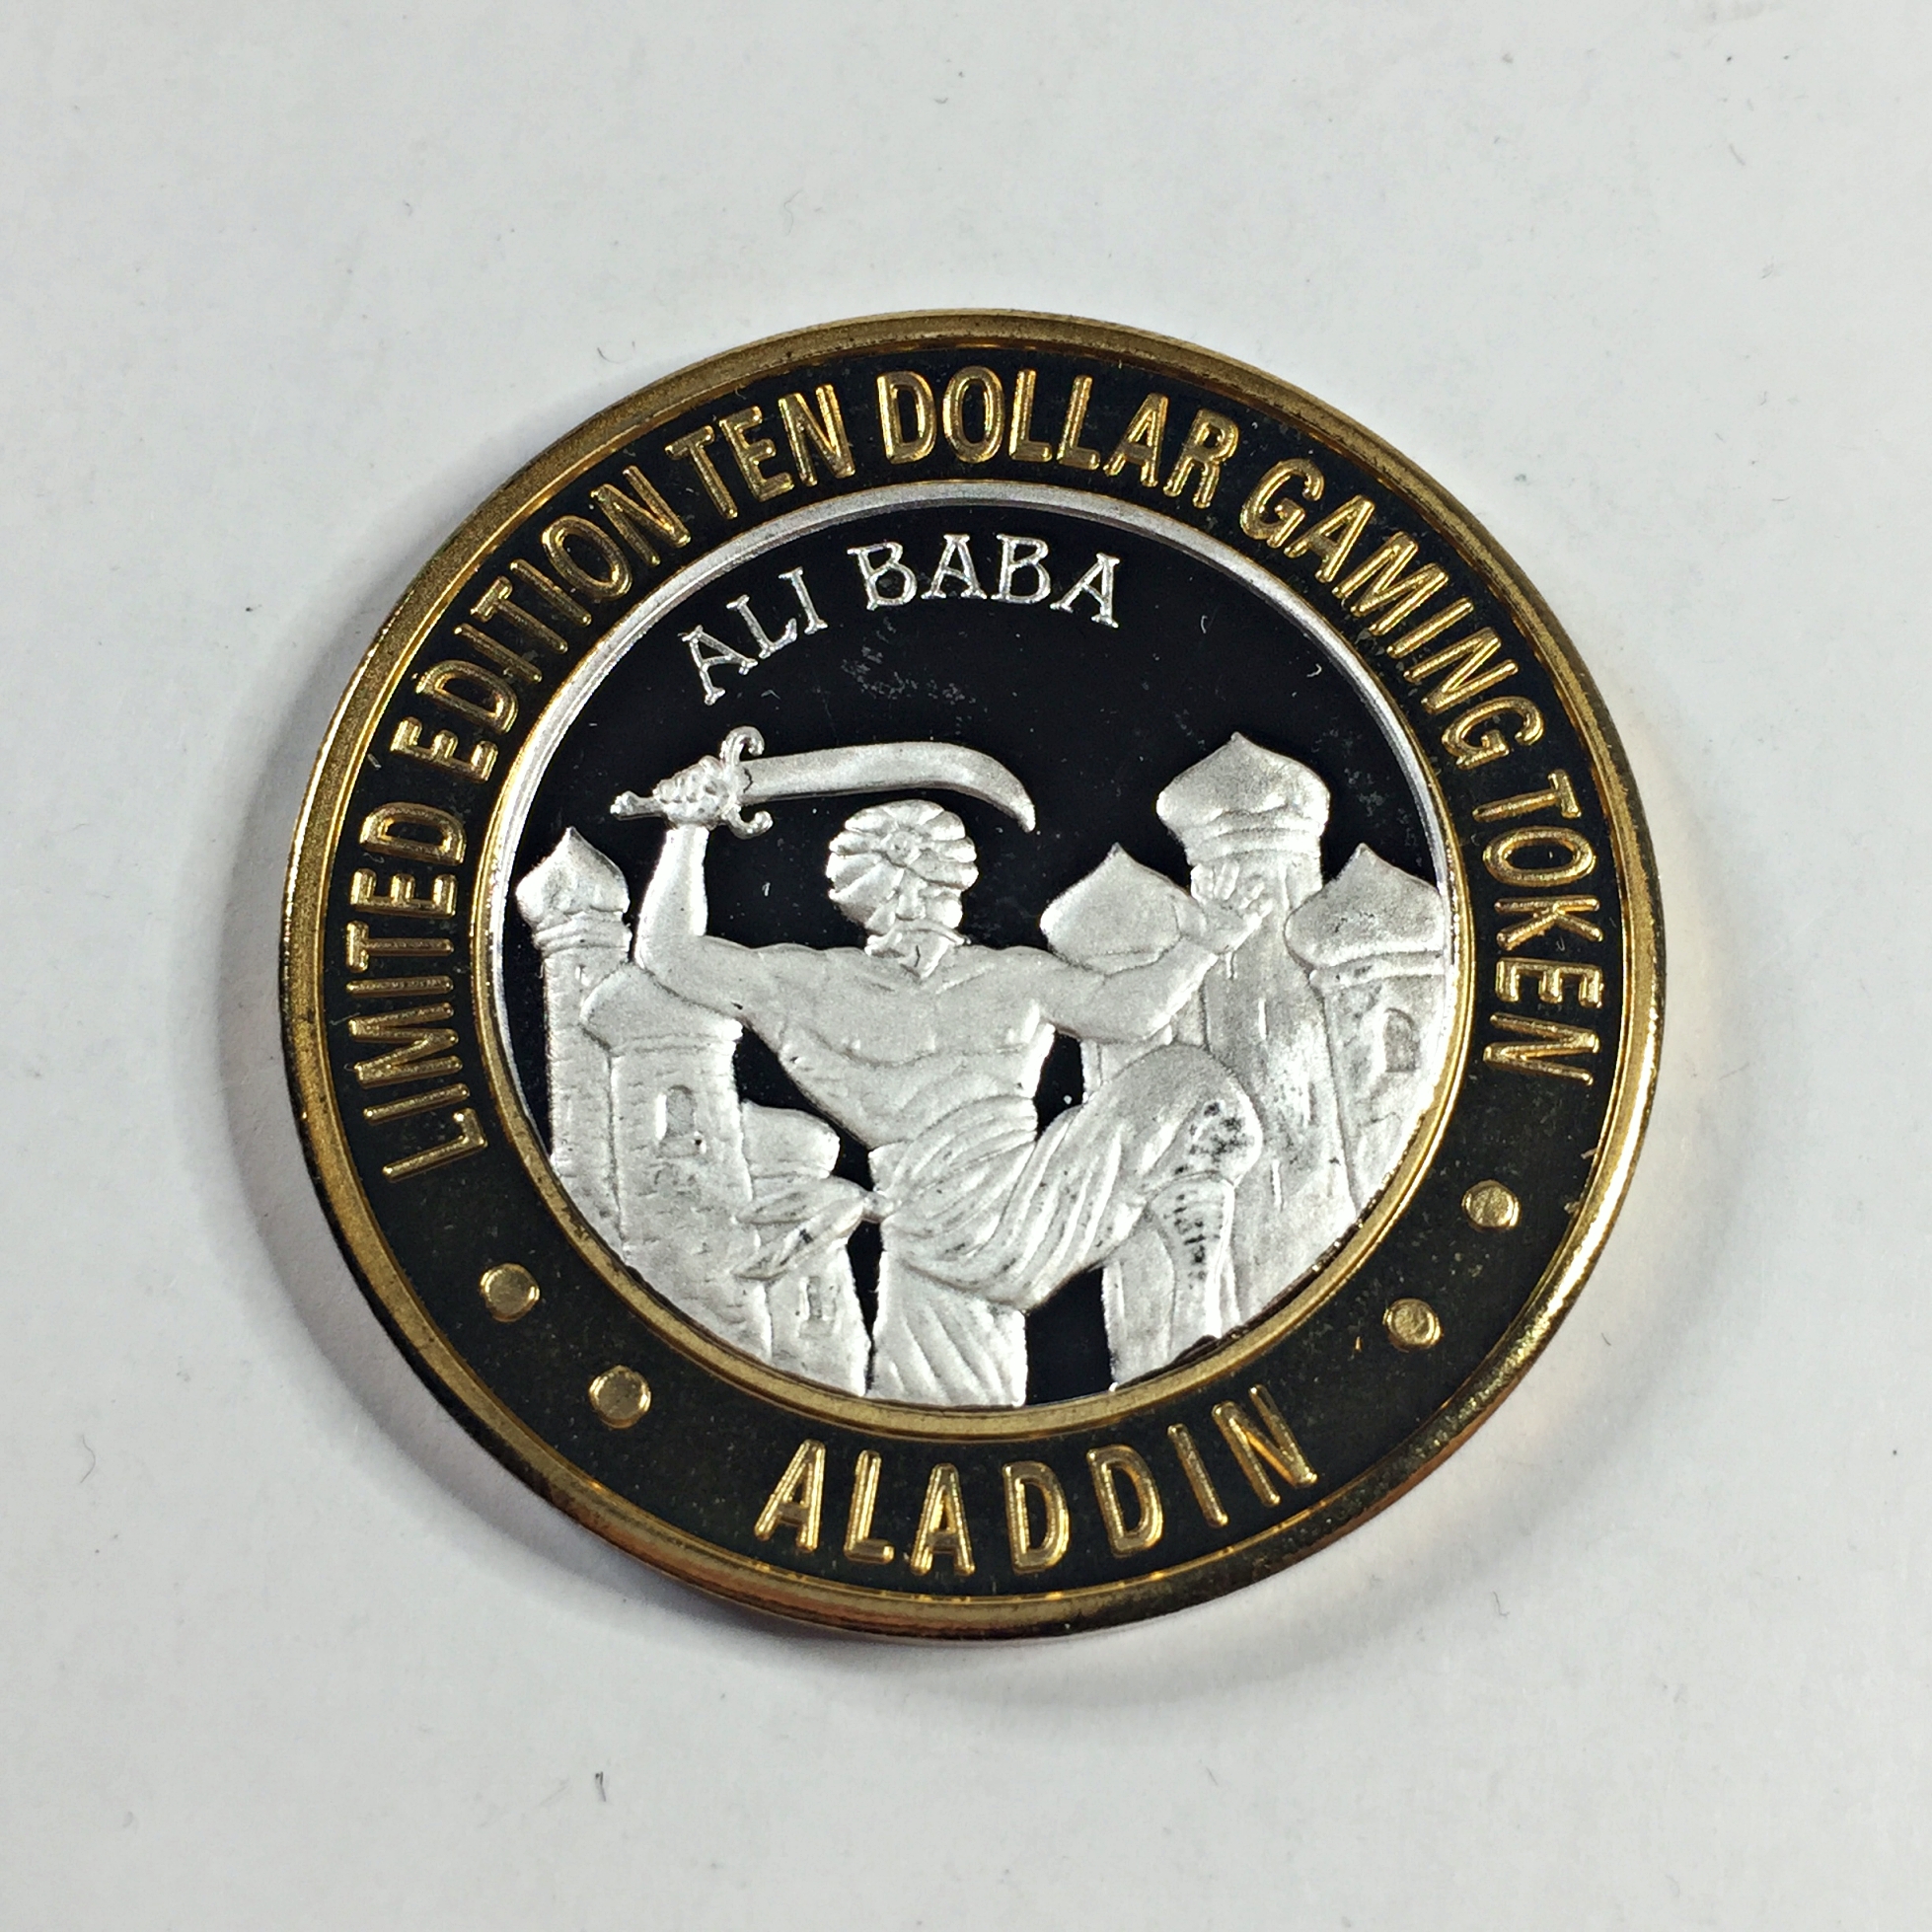 LIMITED EDITION TEN DOLLAR GAMING TOKEN
ALI BABA
ALADDIN